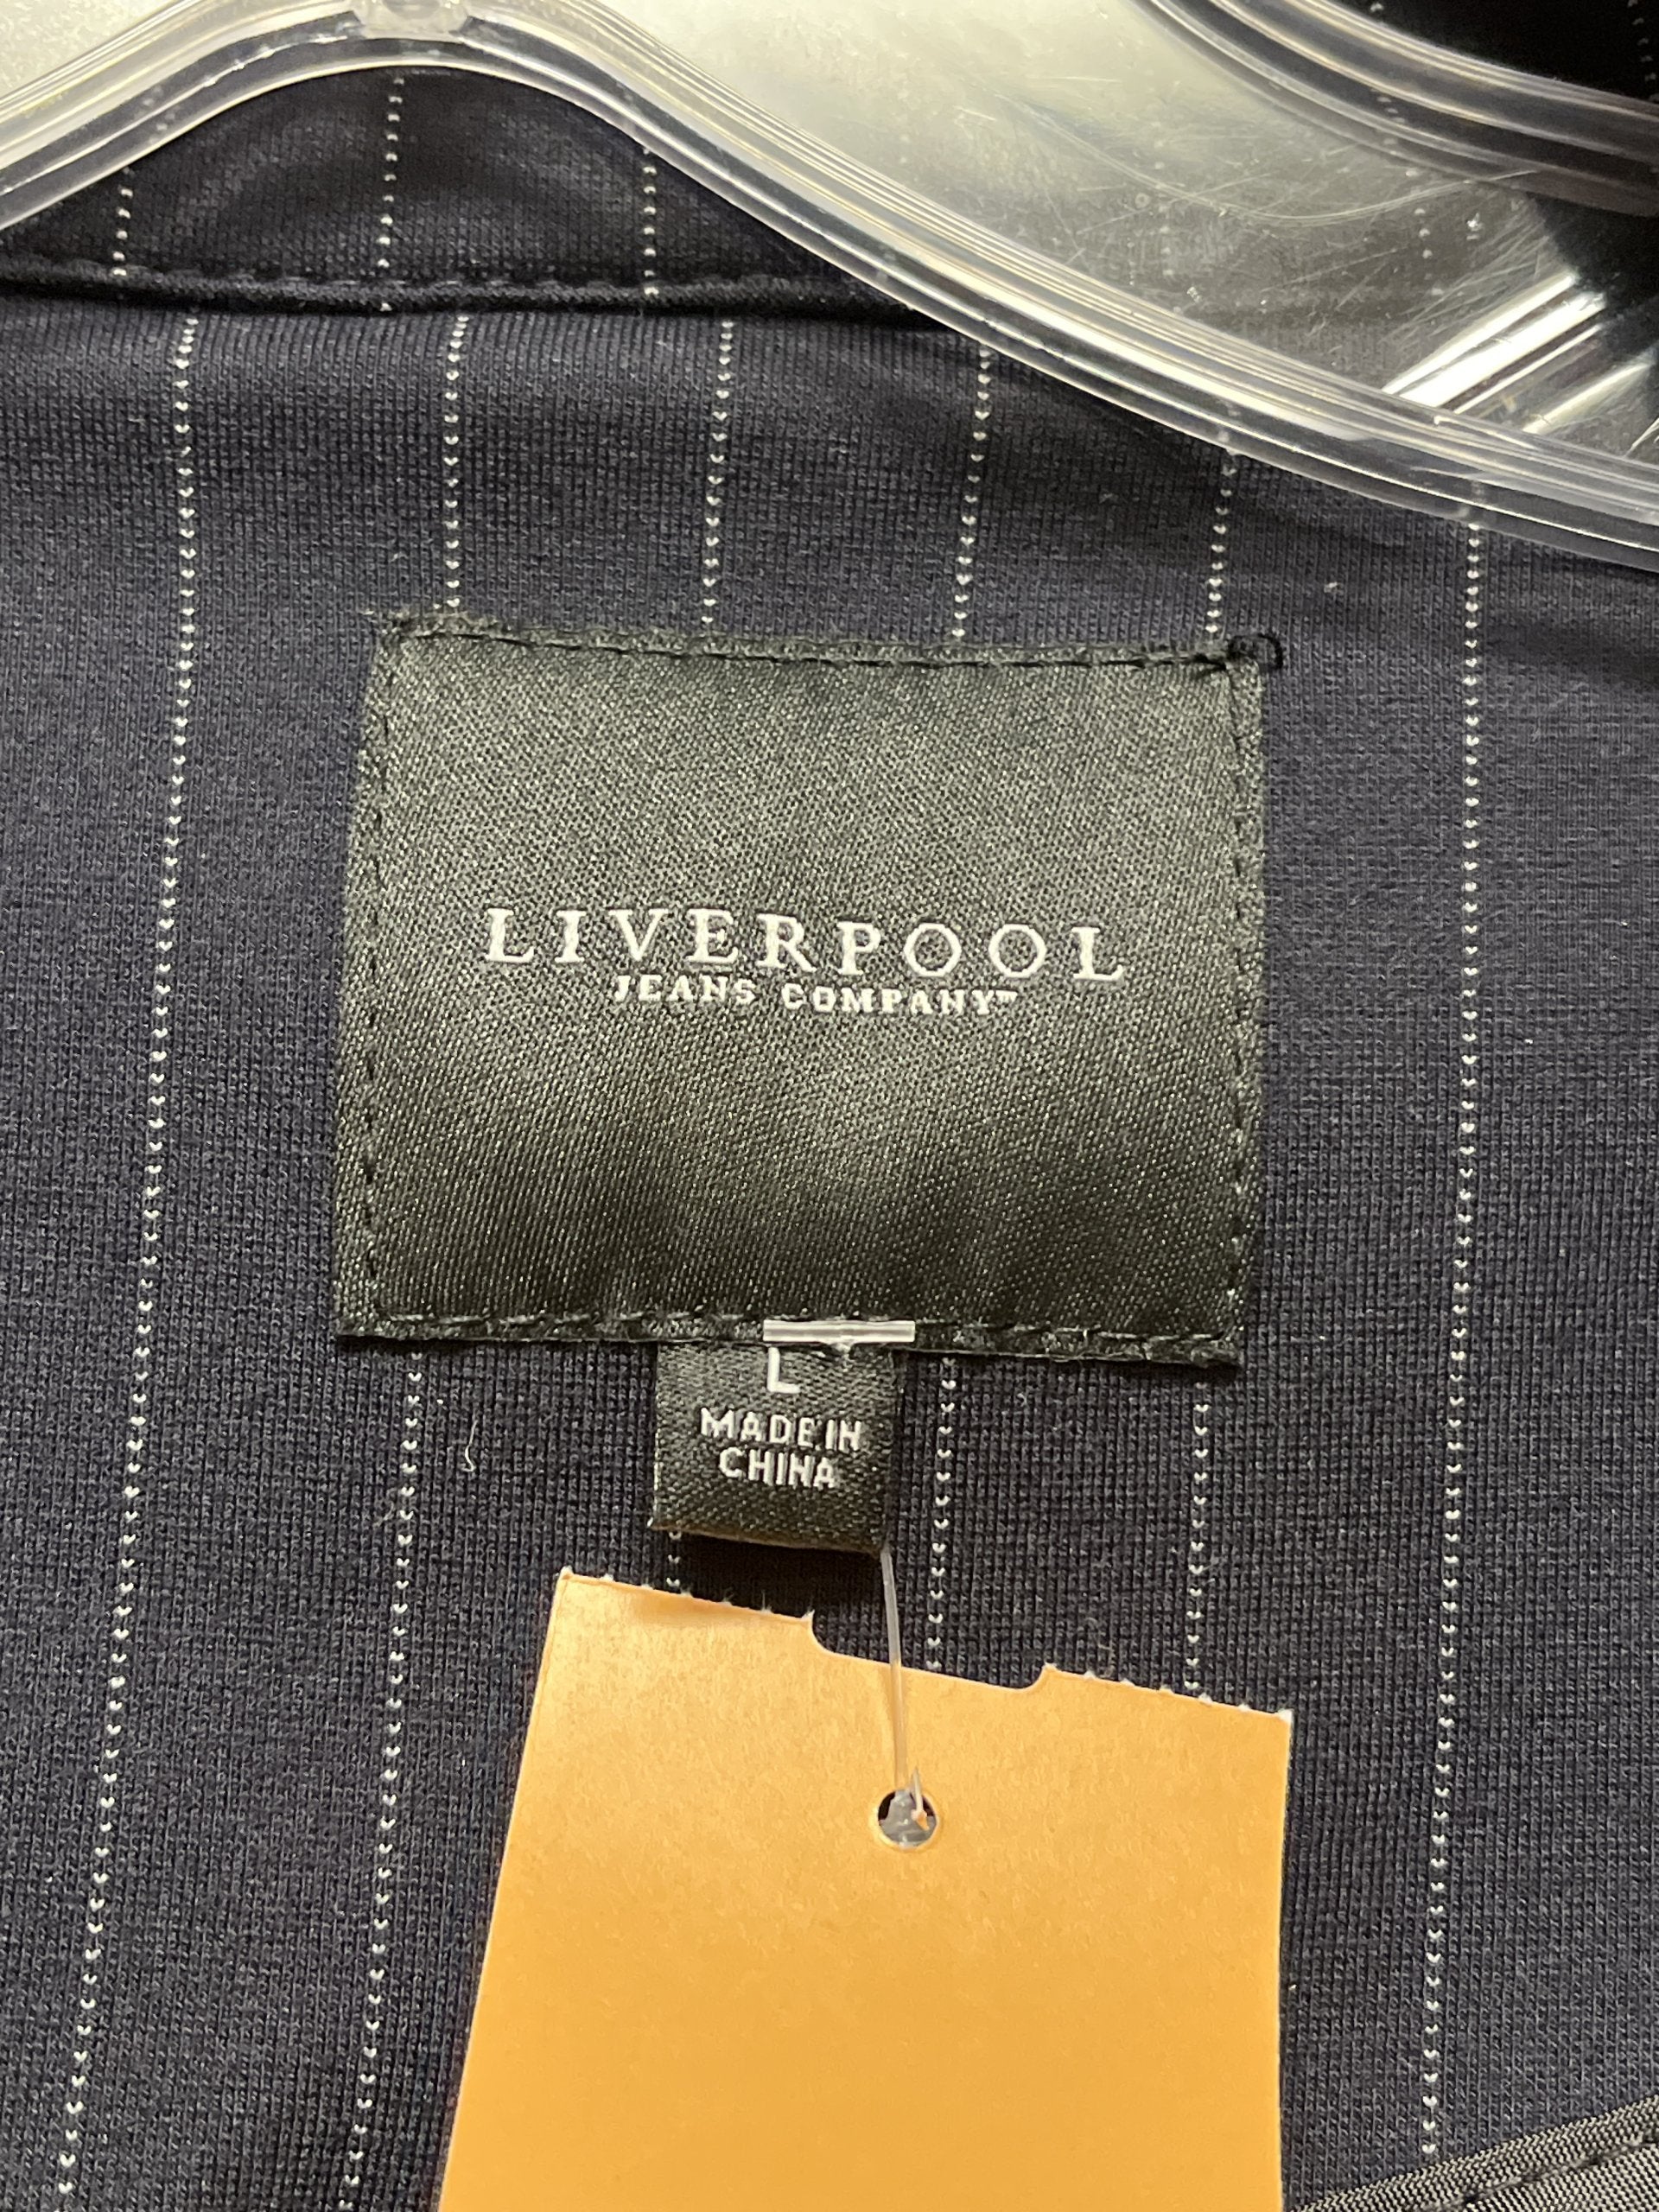 LIVERPOOL
JEANS COMPANY™
L
MADE IN
CHINA